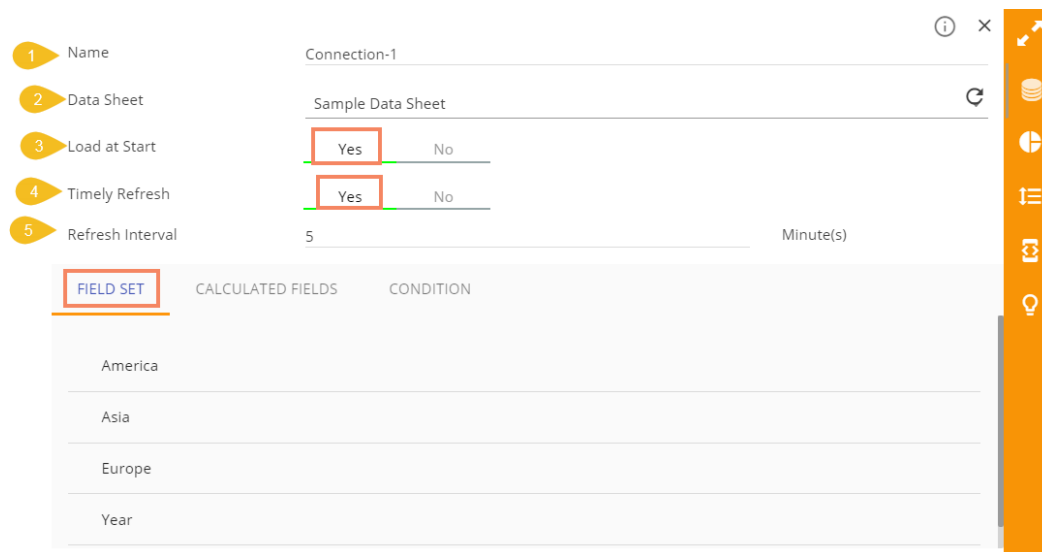 1 Name Connection-1
2 Data Sheet Sample Data Sheet
3 Load at Start Yes No
4 Timely Refresh Yes No
5 Refresh Interval 5 Minute(s)
FIELD SET CALCULATED FIELDS CONDITION
America
Asia
Europe
Year